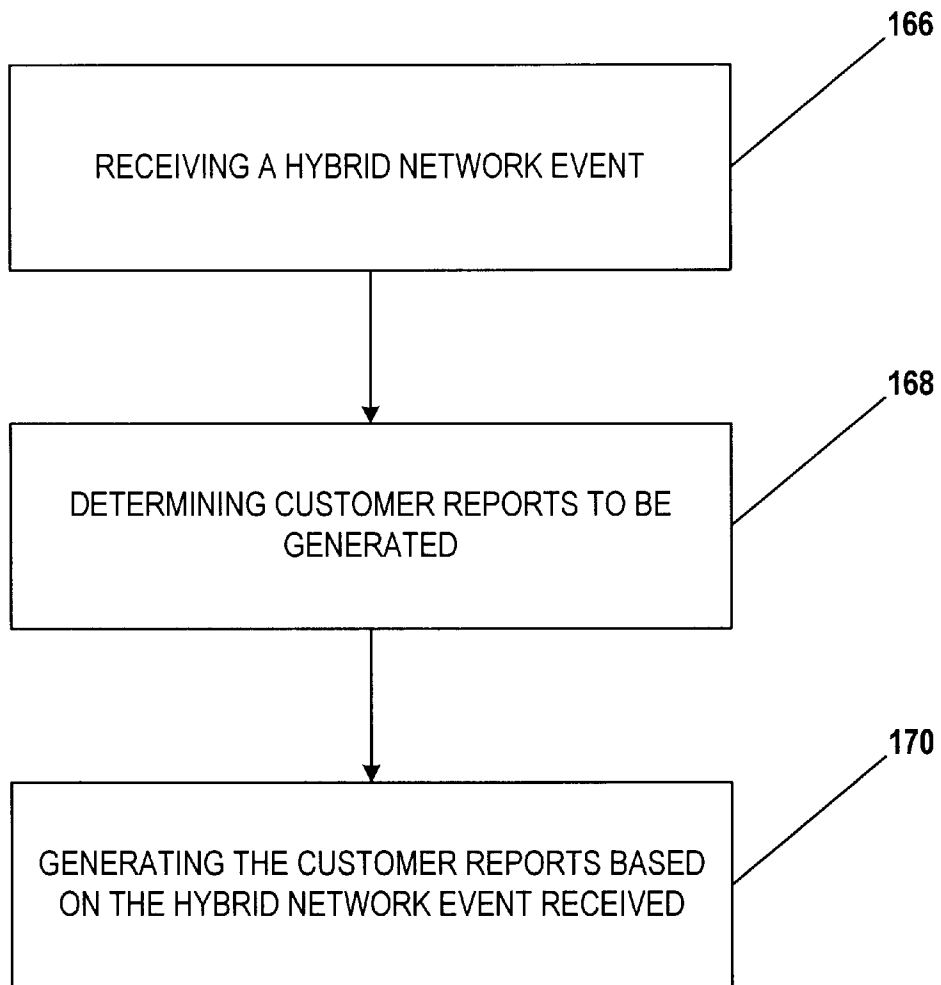 166
RECEIVING A HYBRID NETWORK EVENT
168
DETERMINING CUSTOMER REPORTS TO BE
GENERATED
170
GENERATING THE CUSTOMER REPORTS BASED
ON THE HYBRID NETWORK EVENT RECEIVED